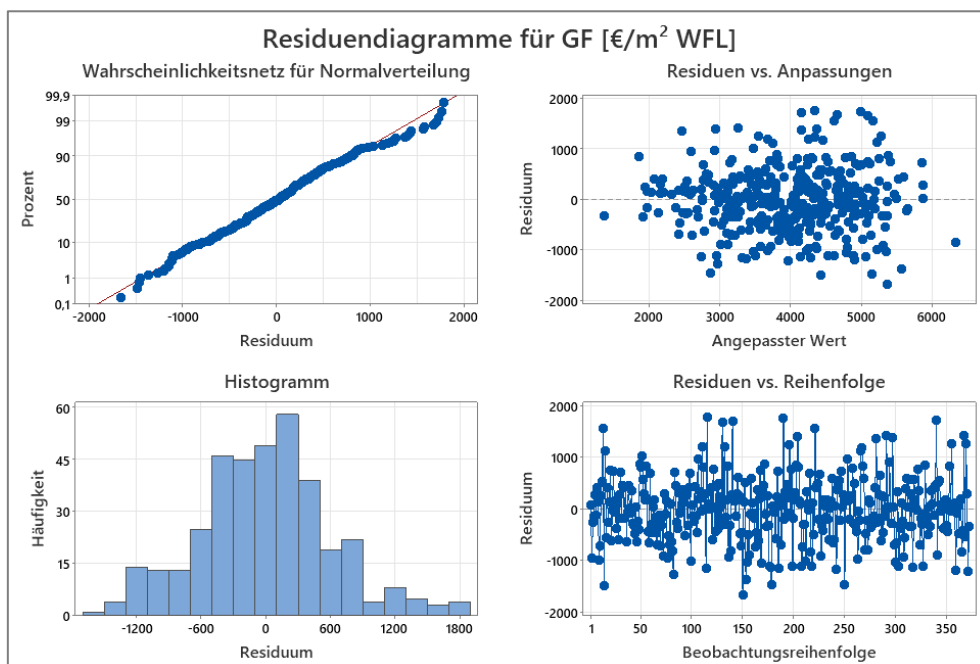 Residuendiagramme für GF [€/m² WFL]
Wahrscheinlichkeitsnetz für Normalverteilung
99,9
99
90
50
10
1
0,1
Prozent
-2000 -1000 0 1000 2000
Residuum
Residuen vs. Anpassungen
2000
1000
0
-1000
-2000
Residuum
2000 3000 4000 5000 6000
Angepasster Wert
Histogramm
60
45
30
15
0
Häufigkeit
-1200 -600 0 600 1200 1800
Residuum
Residuen vs. Reihenfolge
2000
1000
0
-1000
-2000
Residuum
1 50 100 150 200 250 300 350
Beobachtungsreihenfolge